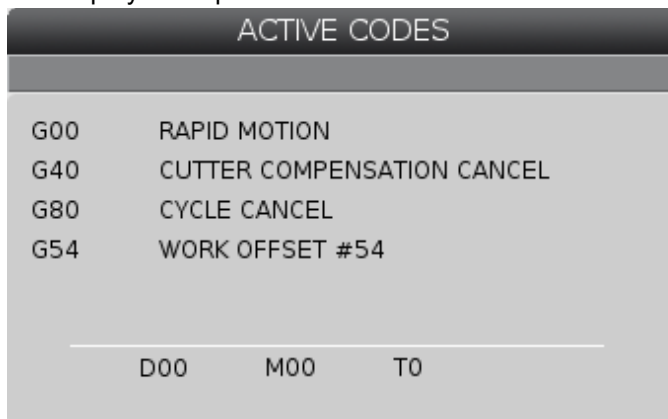 ACTIVE CODES
G00 RAPID MOTION
G40 CUTTER COMPENSATION CANCEL
G80 CYCLE CANCEL
G54 WORK OFFSET #54
D00 M00 T0